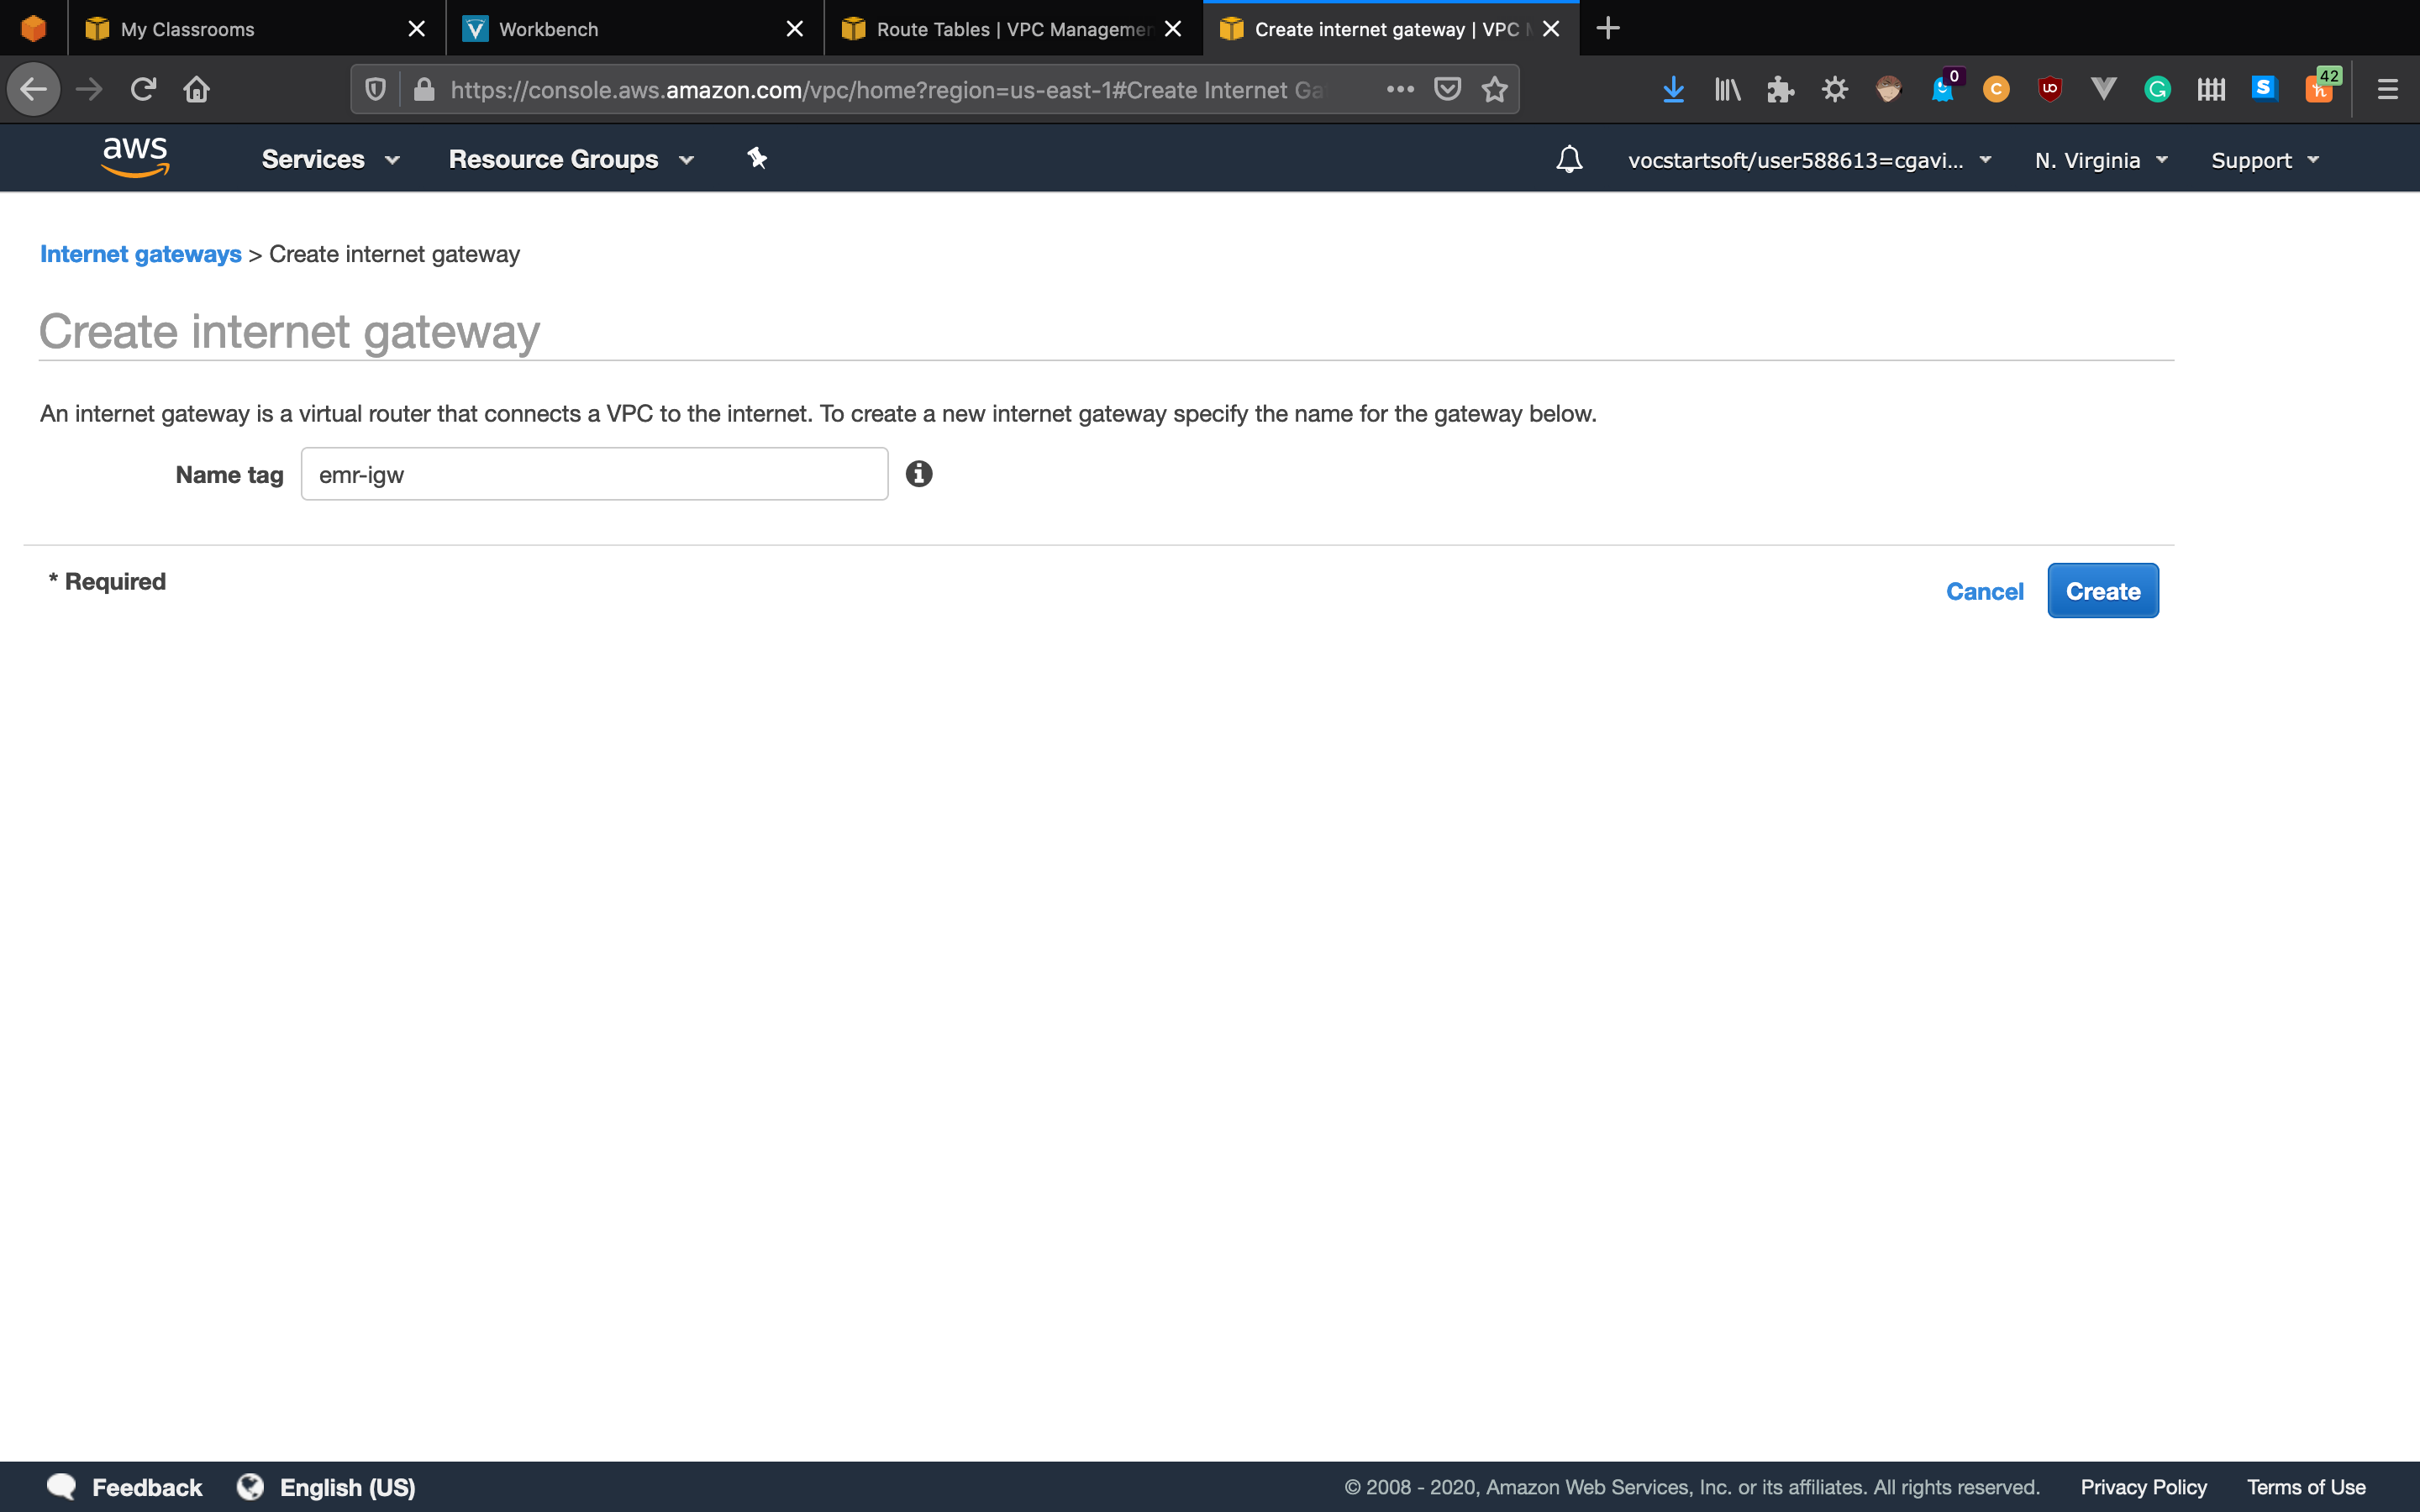 My Classrooms
Workbench
Route Tables | VPC Managemen
Create internet gateway | VPC
https://console.aws.amazon.com/vpc/home?region=us-east-1#Create Internet Ga
0
42
aws
Services
Resource Groups
vocstartsoft/user588613=cgavi...
N. Virginia
Support
Internet gateways > Create internet gateway
Create internet gateway
An internet gateway is a virtual router that connects a VPC to the internet. To create a new internet gateway specify the name for the gateway below.
Name tag
emr-igw
* Required
Cancel
Create
Feedback
English (US)
© 2008 - 2020, Amazon Web Services, Inc. or its affiliates. All rights reserved.
Privacy Policy
Terms of Use